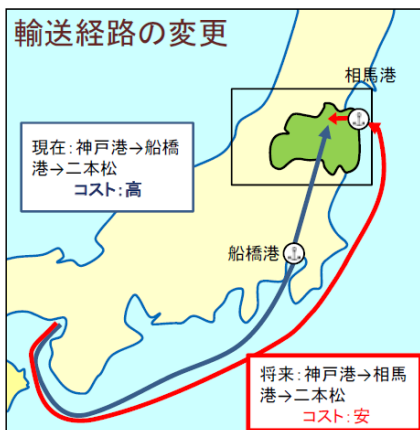 輸送経路の変更
相馬港
現在：神戸港→船橋
港→二本松
コスト：高
船橋港
将来：神戸港→相馬
港→二本松
コスト：安